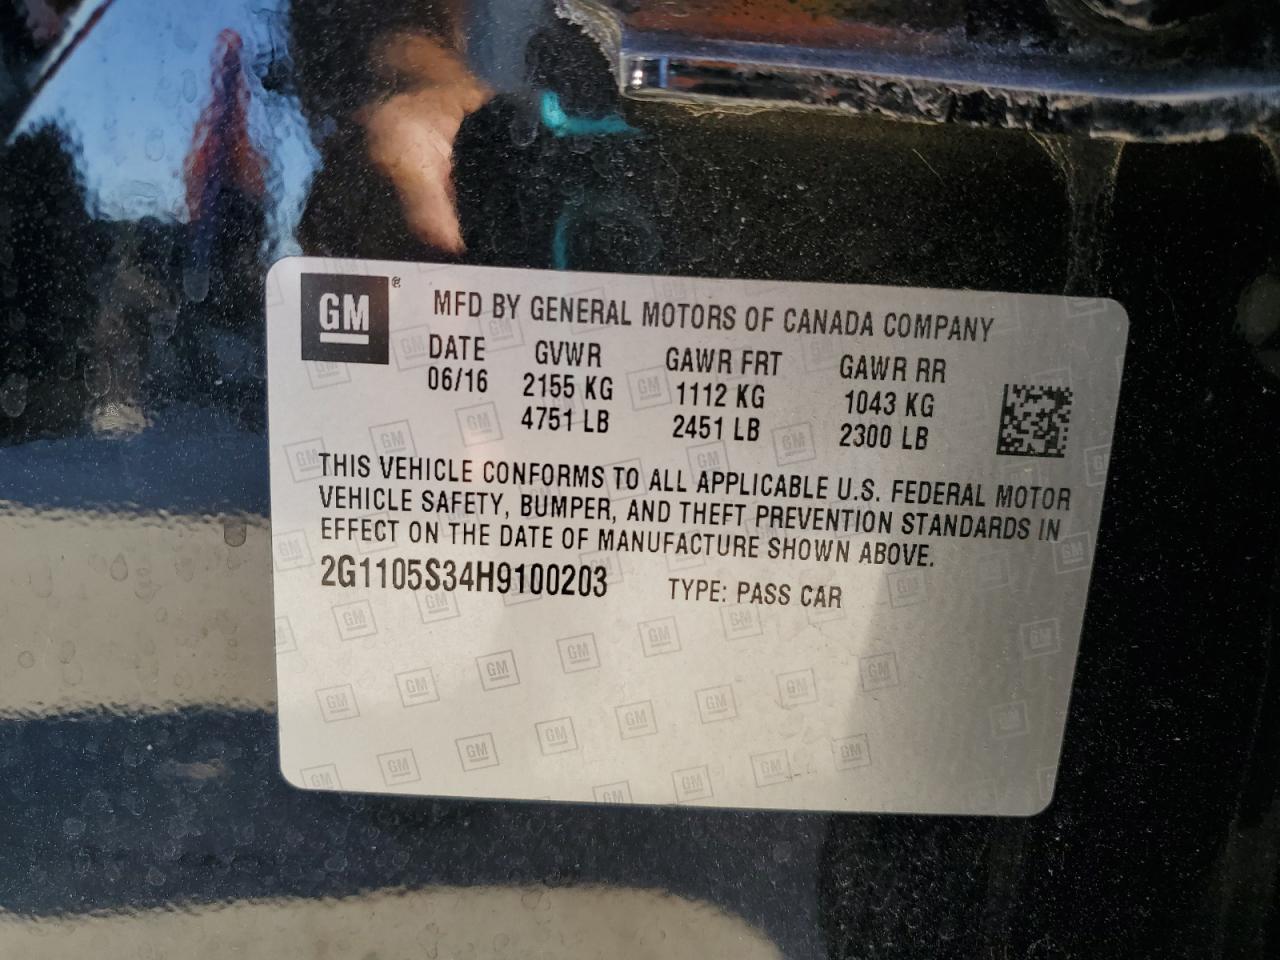 GM ®
MFD BY GENERAL MOTORS OF CANADA COMPANY
DATE GVWR GAWR FRT GAWR RR
06/16 2155 KG 1112 KG 1043 KG
4751 LB 2451 LB 2300 LB
THIS VEHICLE CONFORMS TO ALL APPLICABLE U.S. FEDERAL MOTOR
VEHICLE SAFETY, BUMPER, AND THEFT PREVENTION STANDARDS IN
EFFECT ON THE DATE OF MANUFACTURE SHOWN ABOVE.
2G1105S34H9100203 TYPE: PASS CAR